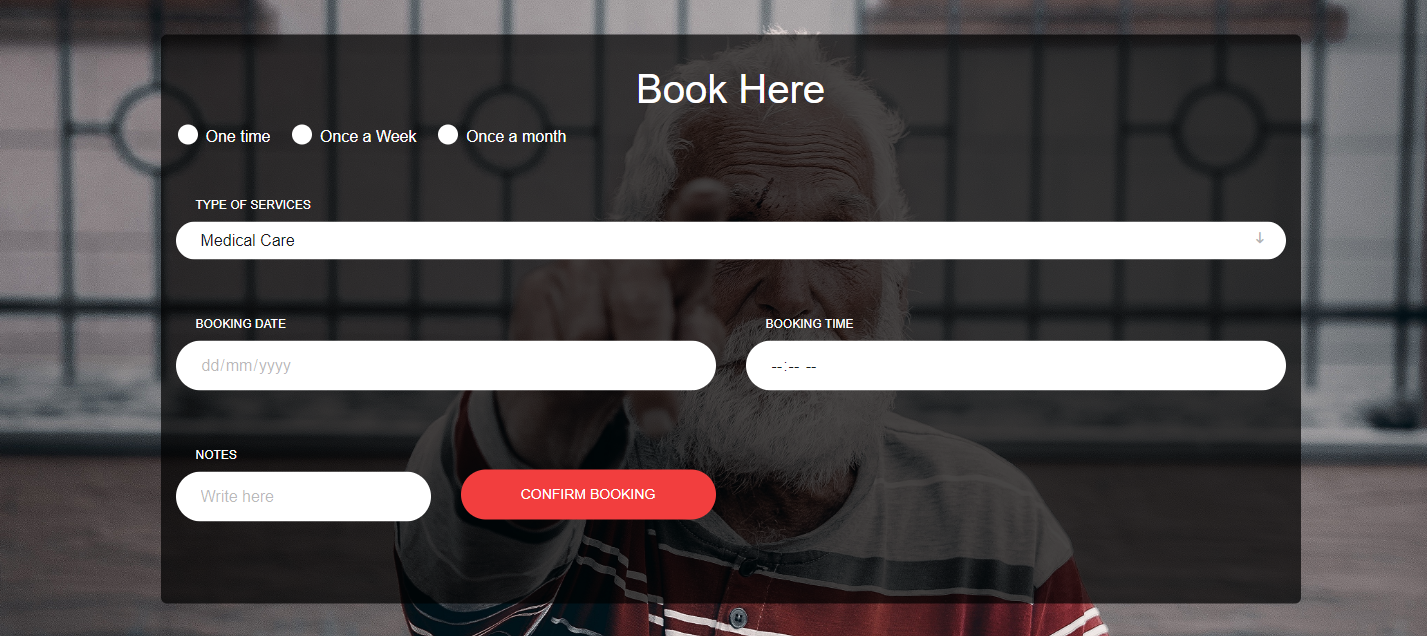 Book Here
One time Once a Week Once a month
TYPE OF SERVICES
Medical Care
BOOKING DATE BOOKING TIME
dd/mm/yyyy --:-- --
NOTES
Write here CONFIRM BOOKING